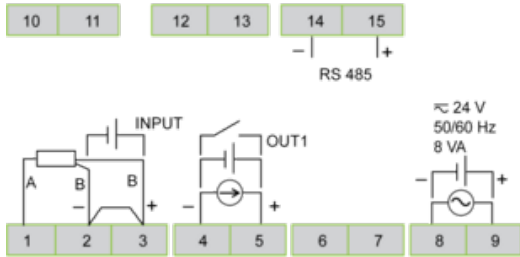 10 11 12 13 14 15
– +
RS 485
⎓ 24 V
50/60 Hz
8 VA
INPUT
OUT1
A B B
– + – + – +
1 2 3 4 5 6 7 8 9